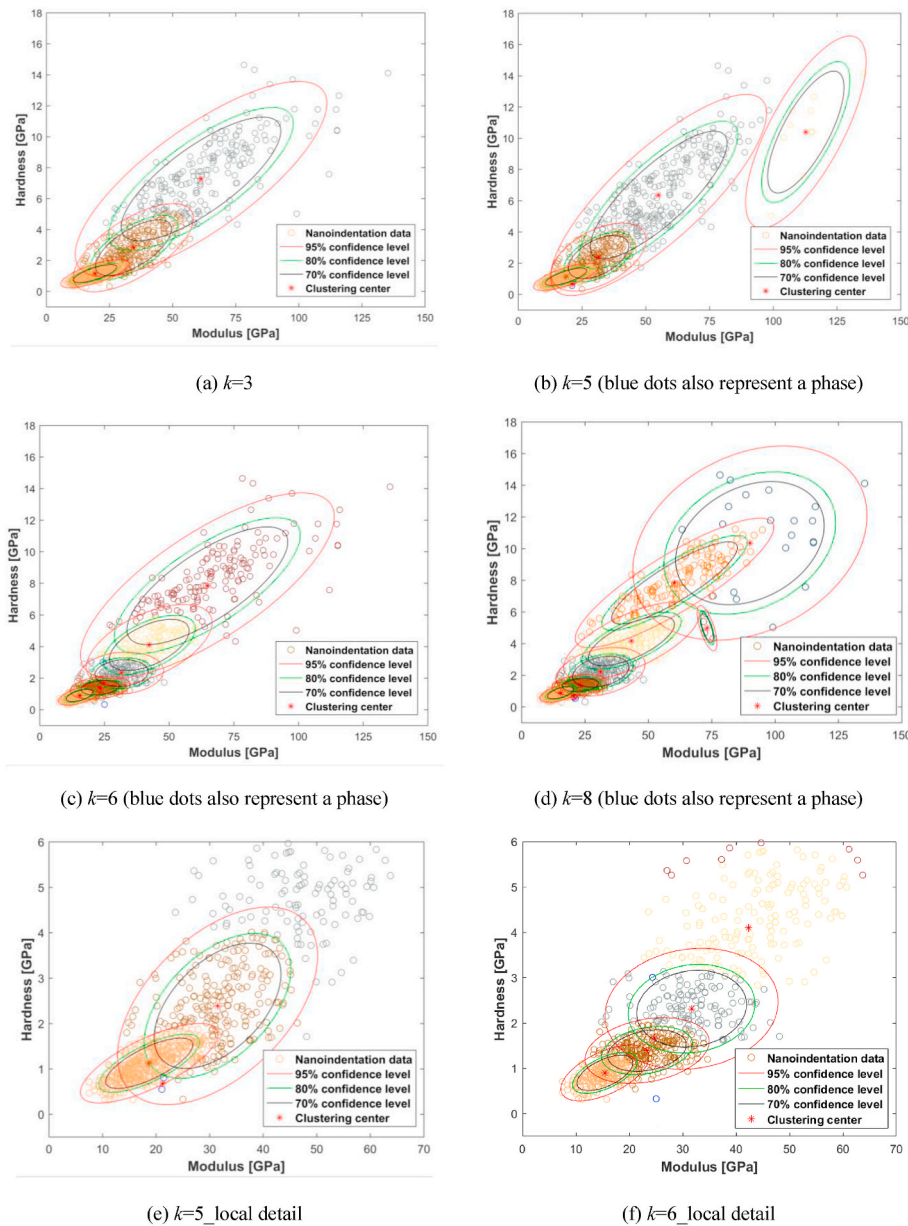 18
16
14
12
10
8
6
4
2
0
Hardness [GPa]
Nanoindentation data
95% confidence level
80% confidence level
70% confidence level
Clustering center
0 25 50 75 100 125 150
Modulus [GPa]
(a) k=3
18
16
14
12
10
8
6
4
2
0
Hardness [GPa]
Nanoindentation data
95% confidence level
80% confidence level
70% confidence level
Clustering center
0 25 50 75 100 125 150
Modulus [GPa]
(b) k=5 (blue dots also represent a phase)
18
16
14
12
10
8
6
4
2
0
Hardness [GPa]
Nanoindentation data
95% confidence level
80% confidence level
70% confidence level
Clustering center
0 25 50 75 100 125 150
Modulus [GPa]
(c) k=6 (blue dots also represent a phase)
18
16
14
12
10
8
6
4
2
0
Hardness [GPa]
Nanoindentation data
95% confidence level
80% confidence level
70% confidence level
Clustering center
0 25 50 75 100 125 150
Modulus [GPa]
(d) k=8 (blue dots also represent a phase)
6
5
4
3
2
1
0
Hardness [GPa]
Nanoindentation data
95% confidence level
80% confidence level
70% confidence level
Clustering center
0 10 20 30 40 50 60 70
Modulus [GPa]
(e) k=5_local detail
6
5
4
3
2
1
0
Hardness [GPa]
Nanoindentation data
95% confidence level
80% confidence level
70% confidence level
Clustering center
0 10 20 30 40 50 60 70
Modulus [GPa]
(f) k=6_local detail